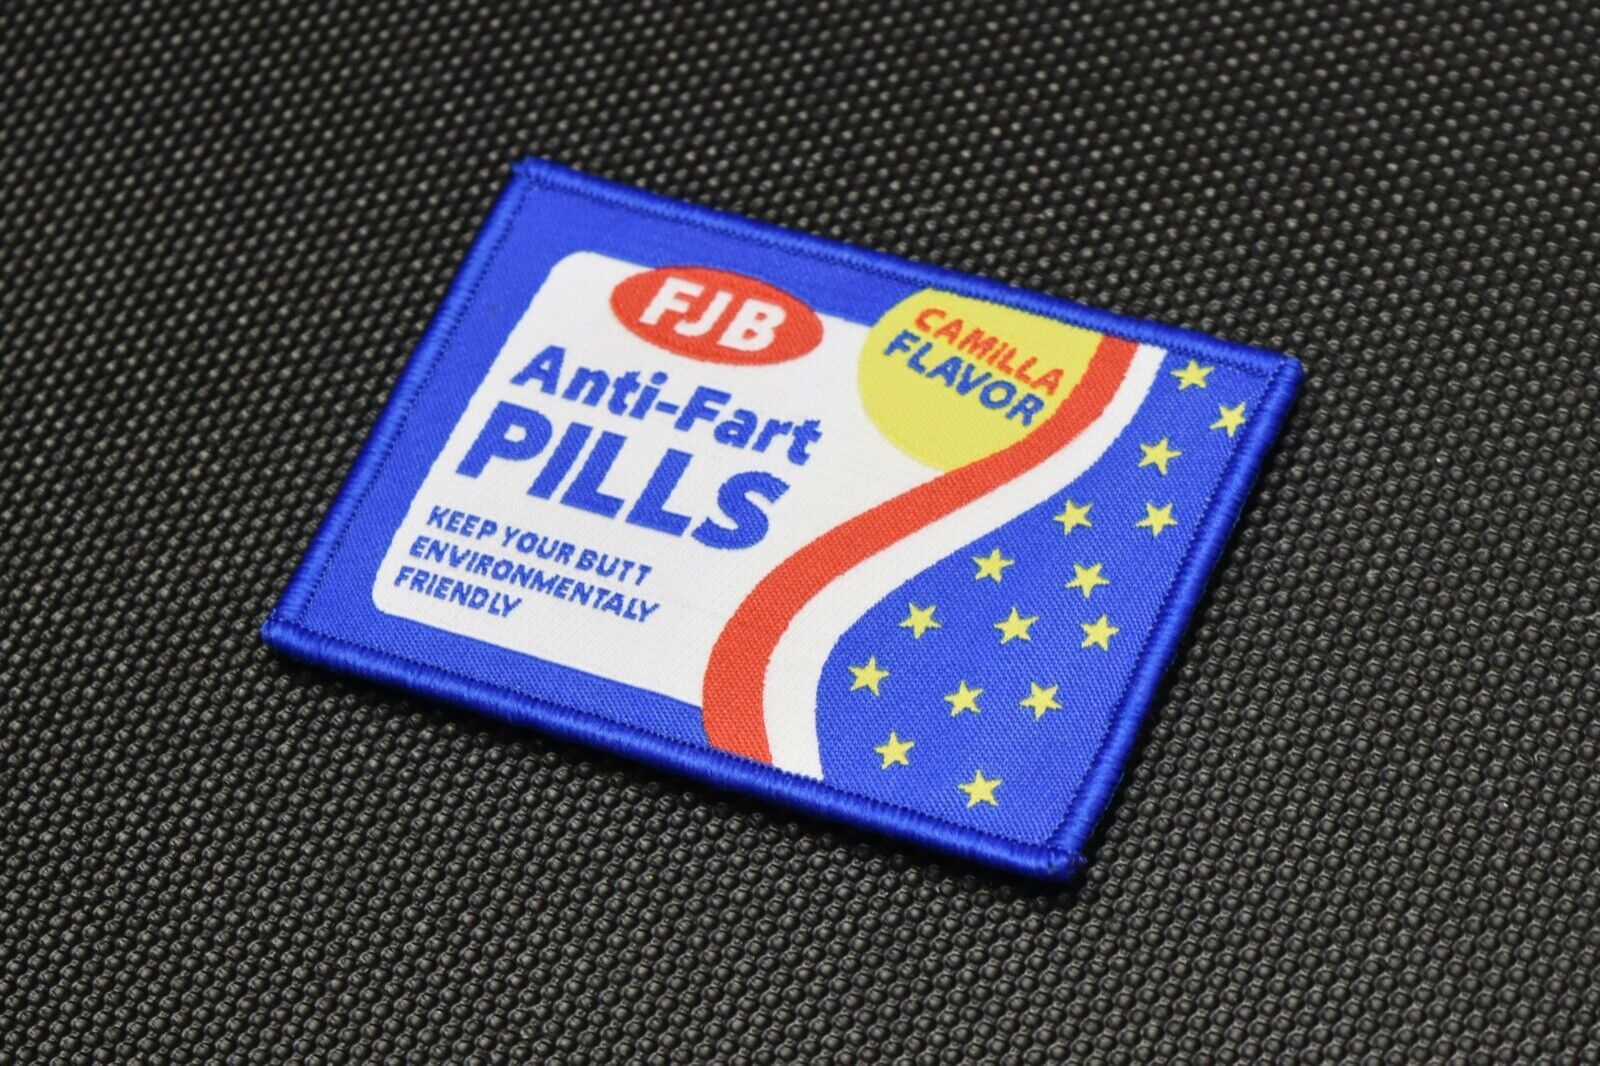 FJB
Anti-Fart
PILLS
KEEP YOUR BUTT
ENVIRONMENTALY
FRIENDLY
CAMILLA
FLAVOR